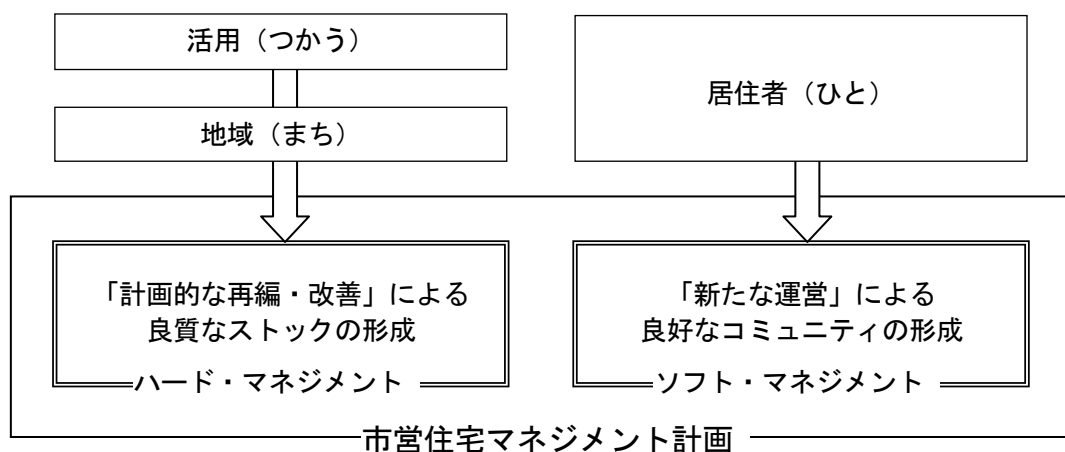 活用（つかう）
地域（まち）
居住者（ひと）
「計画的な再編・改善」による
良質なストックの形成
ハード・マネジメント
「新たな運営」による
良好なコミュニティの形成
ソフト・マネジメント
市営住宅マネジメント計画